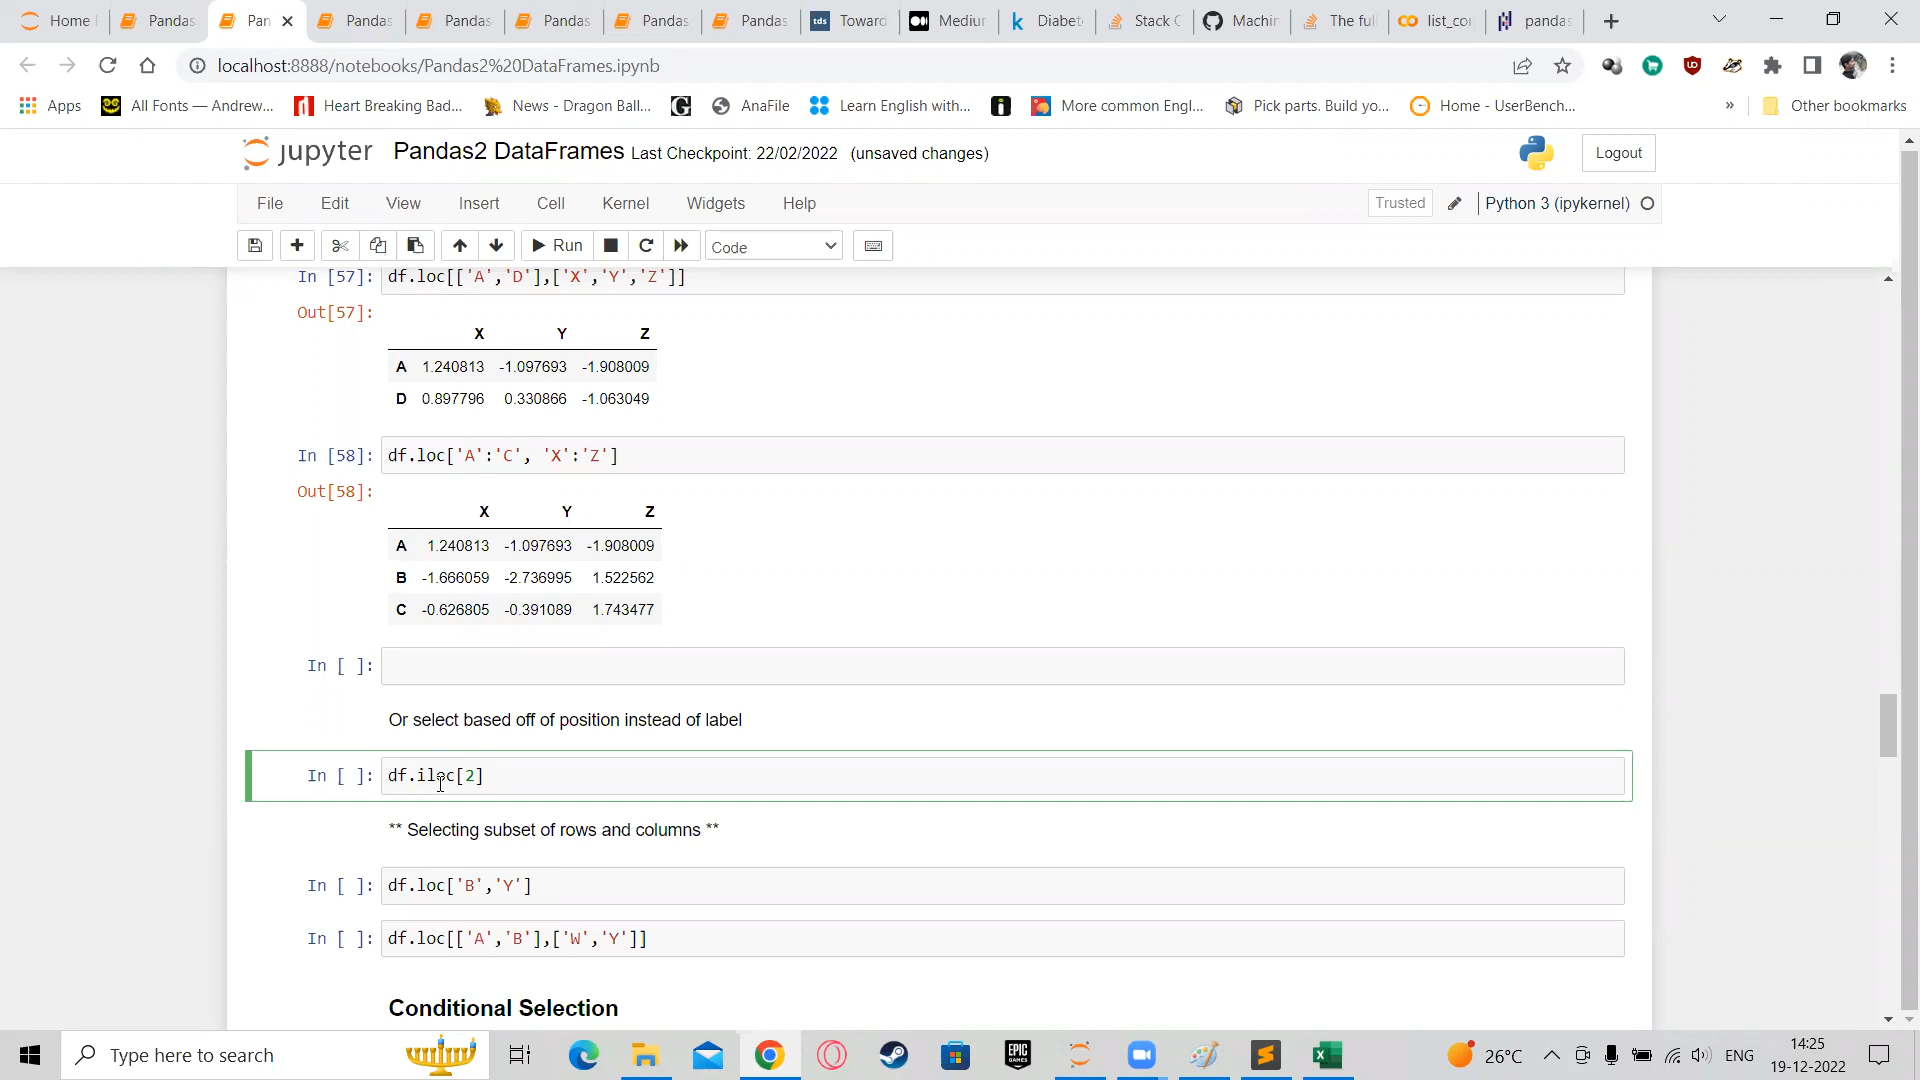 Home
Pandas
Pan
Pandas
Pandas
Pandas
Pandas
Pandas
tds Toward
Medium
k Diabet
Stack O
Machin
The full
CO list_co
pandas
localhost:8888/notebooks/Pandas2%20DataFrames.ipynb
Apps
All Fonts — Andrew...
Heart Breaking Bad...
News - Dragon Ball...
G
AnaFile
Learn English with...
More common Engl...
Pick parts. Build yo...
Home - UserBench...
»
Other bookmarks
jupyter Pandas2 DataFrames Last Checkpoint: 22/02/2022 (unsaved changes)
Logout
File Edit View Insert Cell Kernel Widgets Help
Trusted
Python 3 (ipykernel)
Run
Code
In [57]: df.loc[['A','D'],['X','Y','Z']]
Out[57]:
X Y Z
A 1.240813 -1.097693 -1.908009
D 0.897796 0.330866 -1.063049
In [58]: df.loc['A':'C', 'X':'Z']
Out[58]:
X Y Z
A 1.240813 -1.097693 -1.908009
B -1.666059 -2.736995 1.522562
C -0.626805 -0.391089 1.743477
In [ ]:
Or select based off of position instead of label
In [ ]: df.iloc[2]
** Selecting subset of rows and columns **
In [ ]: df.loc['B','Y']
In [ ]: df.loc[['A','B'],['W','Y']]
Conditional Selection
Type here to search
EPIC GAMES
26°C
ENG
14:25
19-12-2022